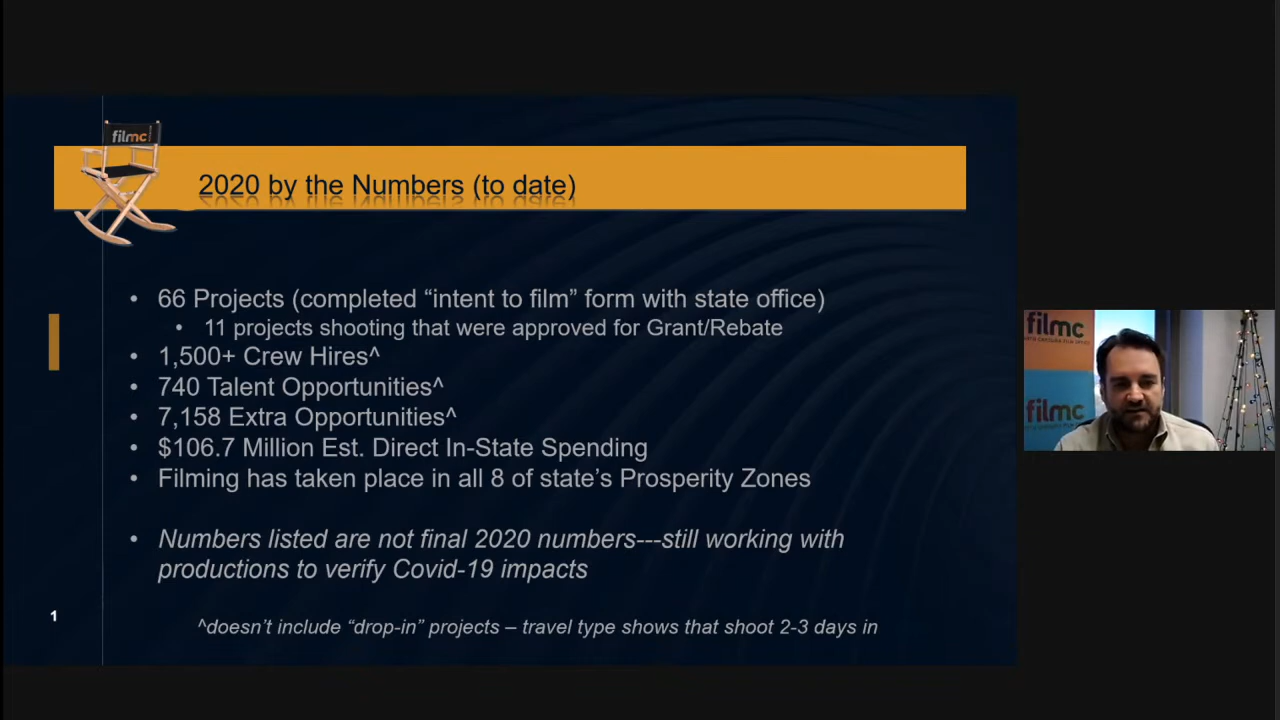 filmc
2020 by the Numbers (to date)
• 66 Projects (completed “intent to film” form with state office)
• 11 projects shooting that were approved for Grant/Rebate
• 1,500+ Crew Hires^
• 740 Talent Opportunities^
• 7,158 Extra Opportunities^
• $106.7 Million Est. Direct In-State Spending
• Filming has taken place in all 8 of state’s Prosperity Zones
• Numbers listed are not final 2020 numbers---still working with
productions to verify Covid-19 impacts
1
^doesn’t include “drop-in” projects – travel type shows that shoot 2-3 days in
filmc
filmc